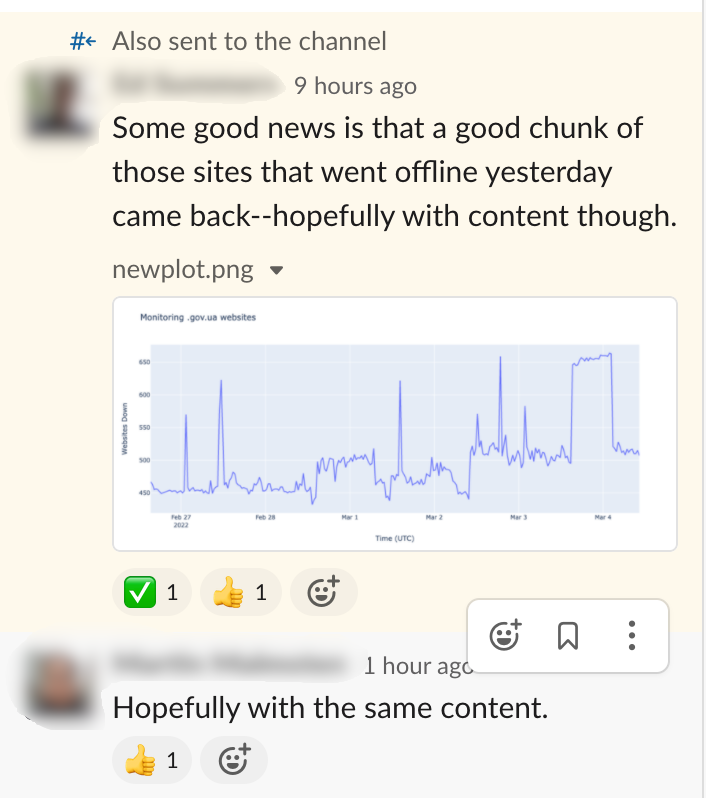 Also sent to the channel
9 hours ago
Some good news is that a good chunk of
those sites that went offline yesterday
came back--hopefully with content though.
newplot.png
Monitoring .gov.ua websites
650
600
550
500
450
Websites Down
Feb 27
2022
Feb 28
Mar 1
Mar 2
Mar 3
Mar 4
Time (UTC)
1
1
1 hour ago
Hopefully with the same content.
1